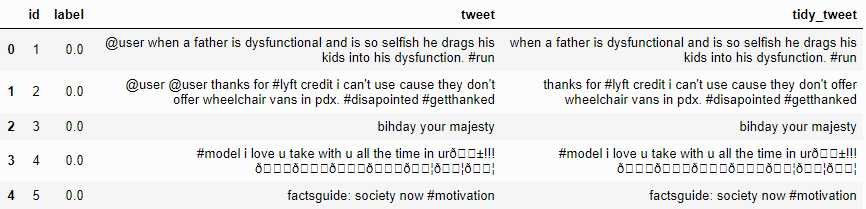 id label tweet tidy_tweet
0 1 0.0 @user when a father is dysfunctional and is so selfish he drags his when a father is dysfunctional and is so selfish he drags his
kids into his dysfunction. #run kids into his dysfunction. #run
1 2 0.0 @user @user thanks for #lyft credit i can't use cause they don't thanks for #lyft credit i can't use cause they don't offer
offer wheelchair vans in pdx. #disapointed #getthanked wheelchair vans in pdx. #disapointed #getthanked
2 3 0.0 bihday your majesty bihday your majesty
3 4 0.0 #model i love u take with u all the time in urð□□±!!! #model i love u take with u all the time in urð□□±!!!
ð□□□ð□□□ð□□□ð□□□ð□□¦ð□□¦ð□□¦ ð□□□ð□□□ð□□□ð□□□ð□□¦ð□□¦ð□□¦
4 5 0.0 factsguide: society now #motivation factsguide: society now #motivation